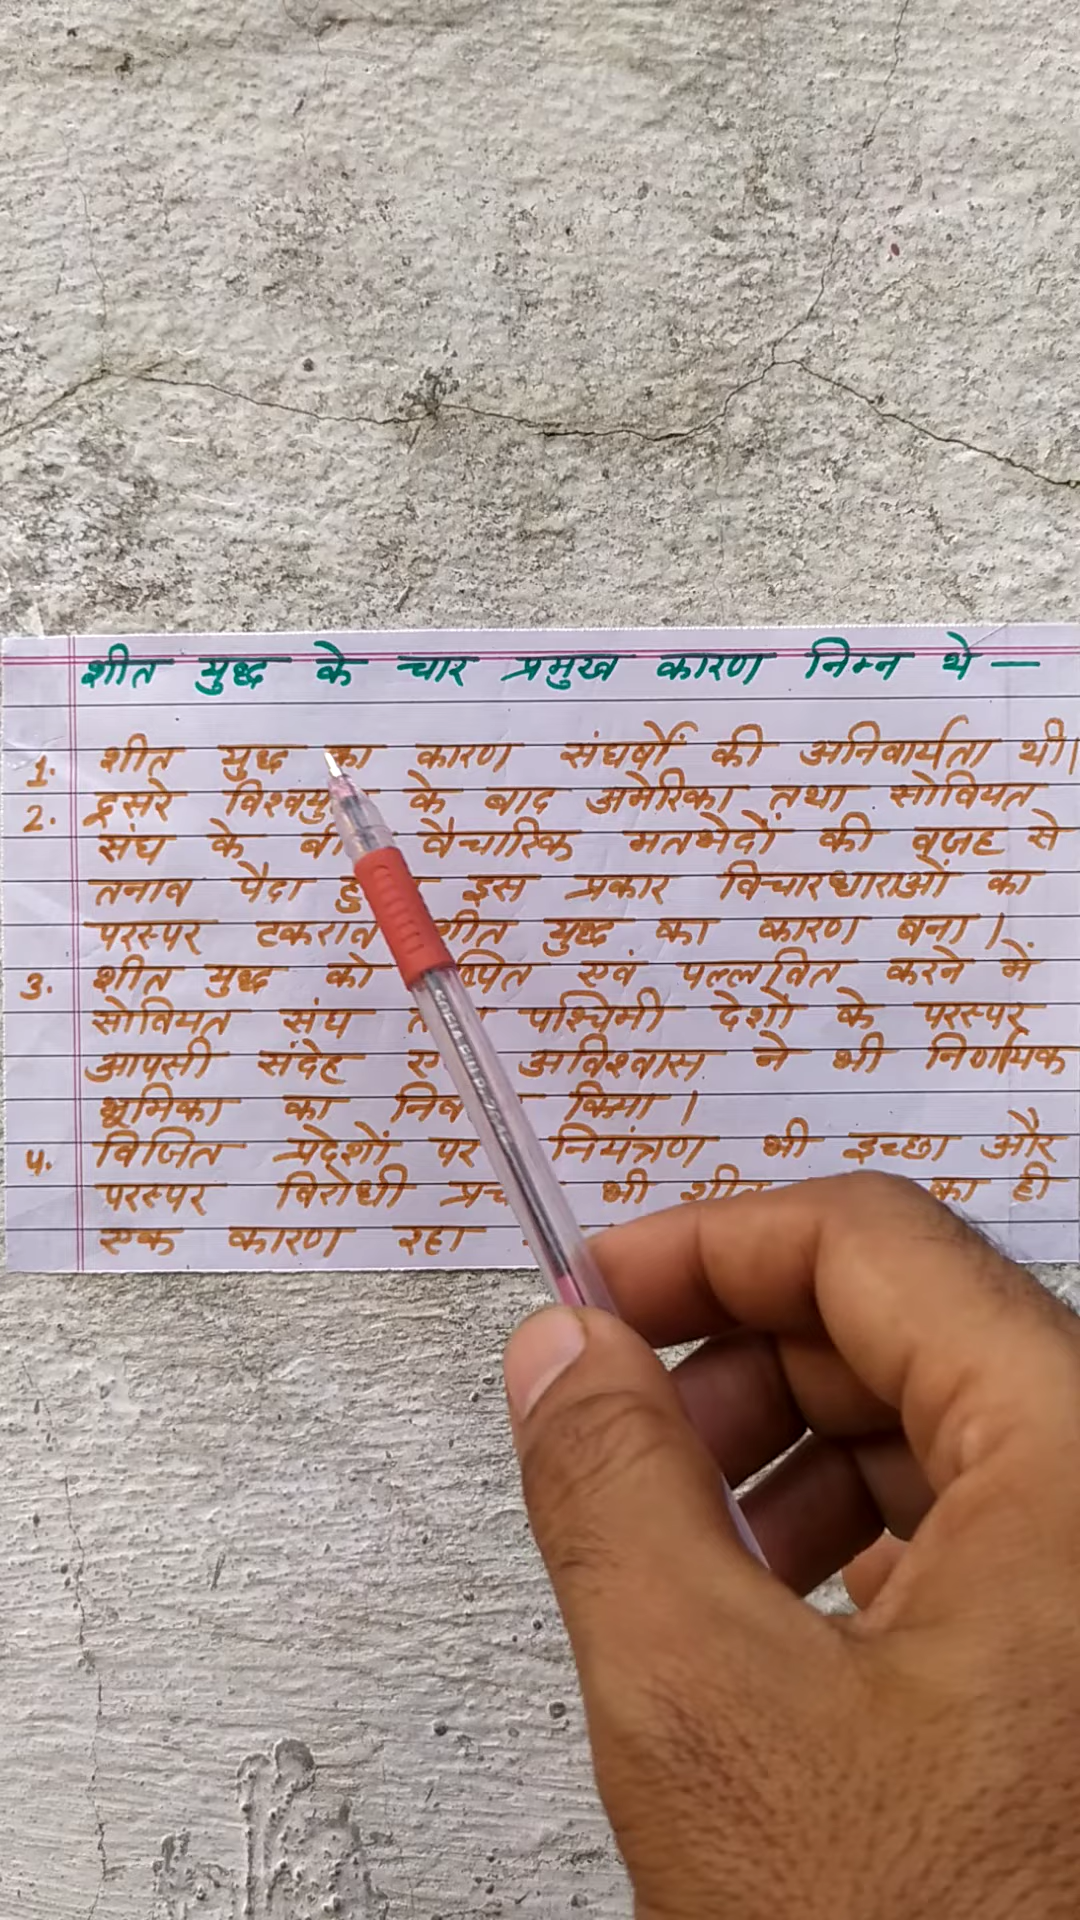 शीत युद्ध के चार प्रमुख कारण निम्न थे —
1. शीत युद्ध का कारण संघर्षों की अनिवार्यता थी।
2. दूसरे के बाद अमेरिका तथा सोवियत
संघ के वैचारिक मतभेदों की वजह से
तनाव पैदा इस प्रकार विचारधाराओं का
परस्पर टकराव शीत युद्ध का कारण बना।
3. शीत युद्ध को एवं पल्लवित करने में
सोवियत संघ पश्चिमी देशों के परस्पर
आपसी संदेह अविश्वास ने भी निर्णायक
भूमिका का किया।
4. विजित प्रदेशों पर नियंत्रण भी इच्छा और
परस्पर विरोधी भी का ही
एक कारण रहा